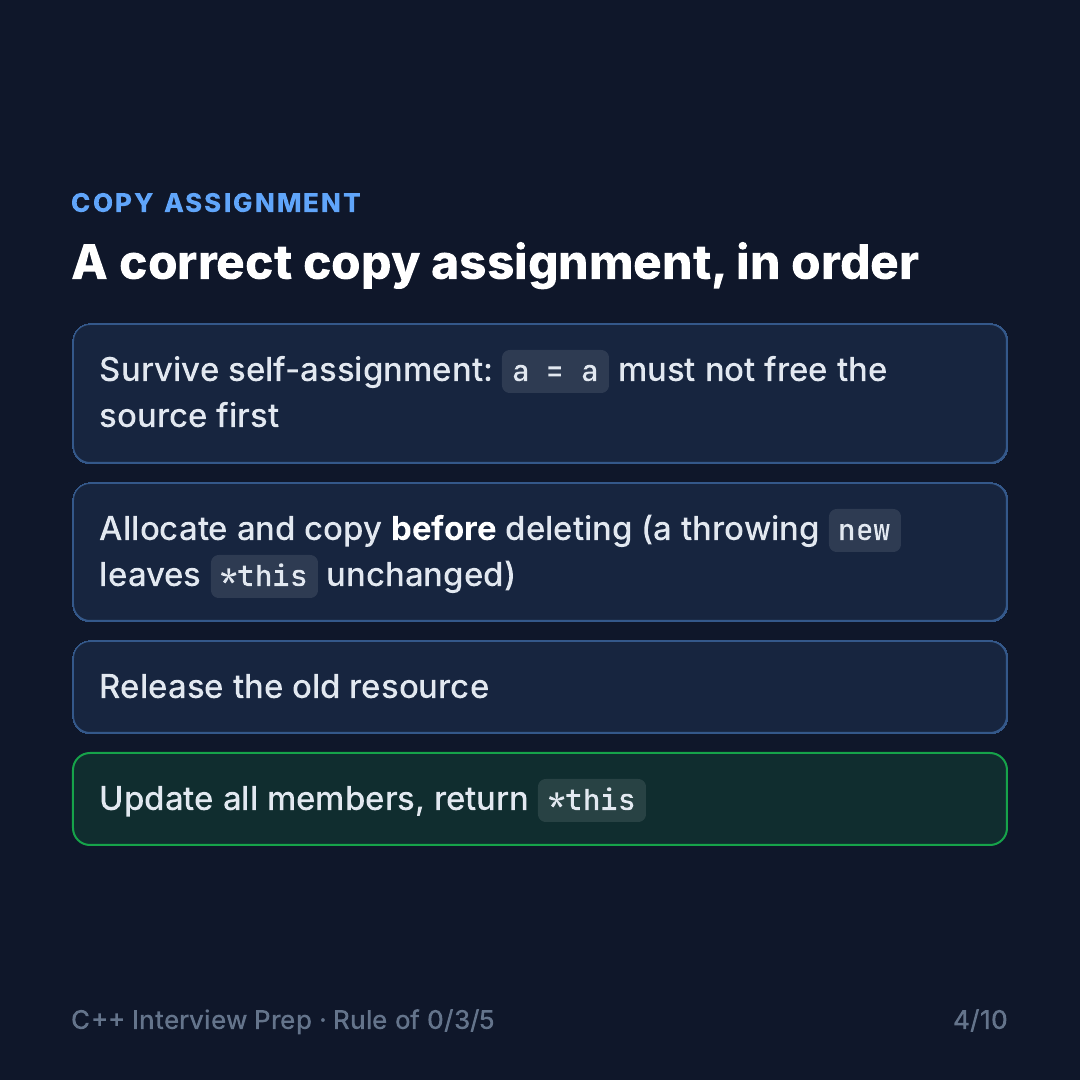 COPY ASSIGNMENT
A correct copy assignment, in order
Survive self-assignment: a = a must not free the
source first
Allocate and copy before deleting (a throwing new
leaves *this unchanged)
Release the old resource
Update all members, return *this
C++ Interview Prep · Rule of 0/3/5
4/10